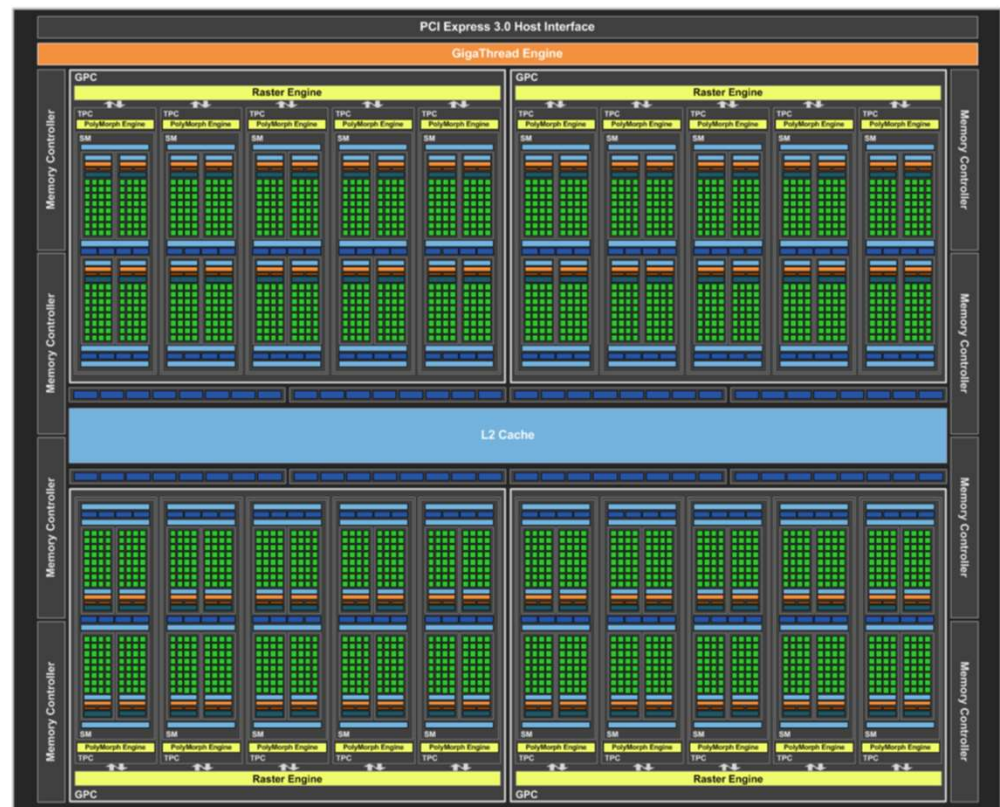 PCI Express 3.0 Host Interface
GigaThread Engine
GPC
GPC
Raster Engine
Raster Engine
TPC TPC TPC TPC TPC TPC TPC TPC TPC TPC
PolyMorph Engine PolyMorph Engine PolyMorph Engine PolyMorph Engine PolyMorph Engine PolyMorph Engine PolyMorph Engine PolyMorph Engine PolyMorph Engine PolyMorph Engine
SM SM SM SM SM SM SM SM SM SM
Memory Controller
Memory Controller
Memory Controller
Memory Controller
L2 Cache
Memory Controller
Memory Controller
Memory Controller
Memory Controller
SM SM SM SM SM SM SM SM SM SM
PolyMorph Engine PolyMorph Engine PolyMorph Engine PolyMorph Engine PolyMorph Engine PolyMorph Engine PolyMorph Engine PolyMorph Engine PolyMorph Engine PolyMorph Engine
TPC TPC TPC TPC TPC TPC TPC TPC TPC TPC
Raster Engine
Raster Engine
GPC
GPC